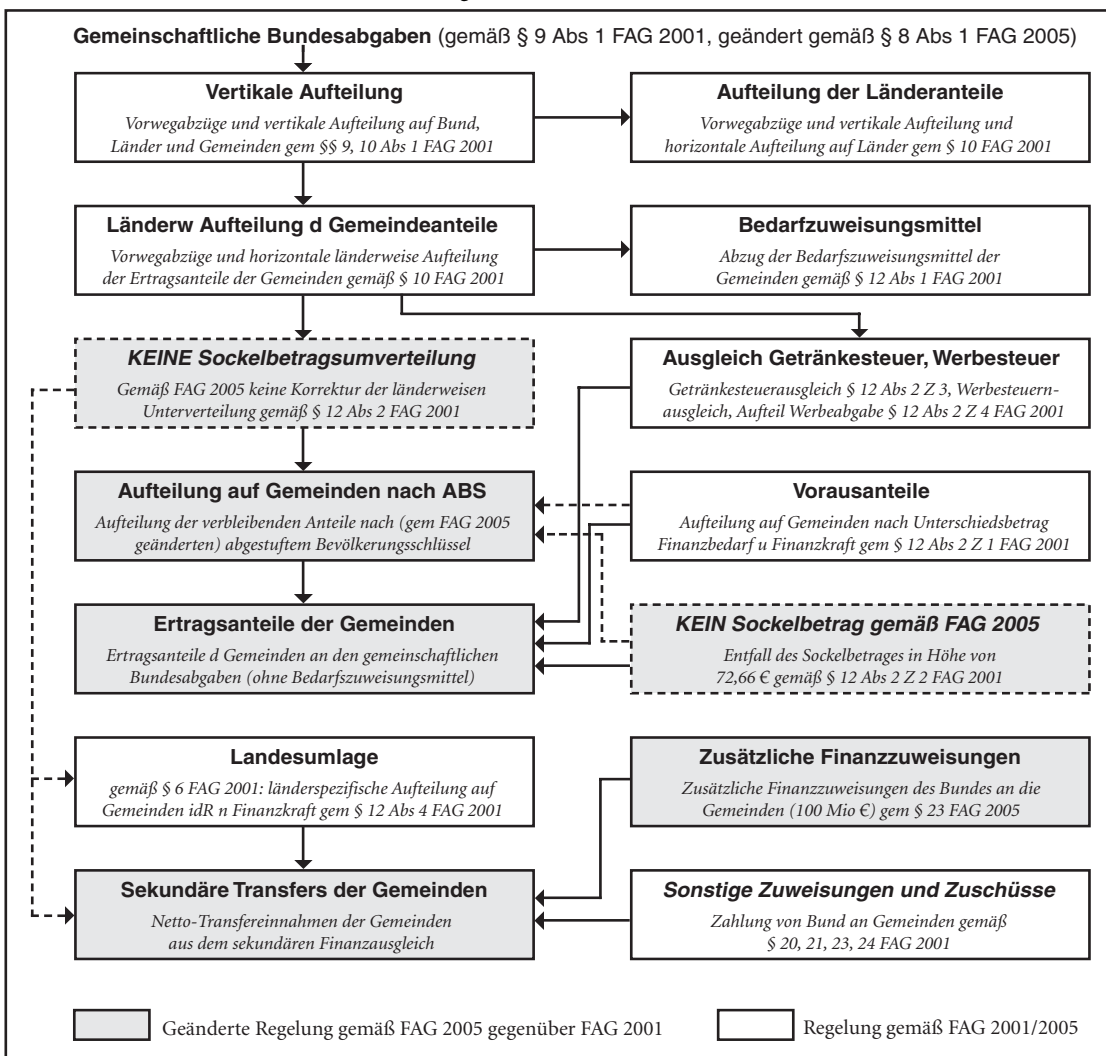 Gemeinschaftliche Bundesabgaben (gemäß § 9 Abs 1 FAG 2001, geändert gemäß § 8 Abs 1 FAG 2005)
Vertikale Aufteilung
Vorwegabzüge und vertikale Aufteilung auf Bund,
Länder und Gemeinden gem §§ 9, 10 Abs 1 FAG 2001
Aufteilung der Länderanteile
Vorwegabzüge und vertikale Aufteilung und
horizontale Aufteilung auf Länder gem § 10 FAG 2001
Länderw Aufteilung d Gemeindeanteile
Vorwegabzüge und horizontale länderweise Aufteilung
der Ertragsanteile der Gemeinden gemäß § 10 FAG 2001
Bedarfzuweisungsmittel
Abzug der Bedarfszuweisungsmittel der
Gemeinden gemäß § 12 Abs 1 FAG 2001
KEINE Sockelbetragsumverteilung
Gemäß FAG 2005 keine Korrektur der länderweisen
Unterverteilung gemäß § 12 Abs 2 FAG 2001
Ausgleich Getränkesteuer, Werbesteuer
Getränkesteuerausgleich § 12 Abs 2 Z 3, Werbesteuern-
ausgleich, Aufteil Werbeabgabe § 12 Abs 2 Z 4 FAG 2001
Aufteilung auf Gemeinden nach ABS
Aufteilung der verbleibenden Anteile nach (gem FAG 2005
geänderten) abgestuftem Bevölkerungsschlüssel
Vorausanteile
Aufteilung auf Gemeinden nach Unterschiedsbetrag
Finanzbedarf u Finanzkraft gem § 12 Abs 2 Z 1 FAG 2001
Ertragsanteile der Gemeinden
Ertragsanteile d Gemeinden an den gemeinschaftlichen
Bundesabgaben (ohne Bedarfszuweisungsmittel)
KEIN Sockelbetrag gemäß FAG 2005
Entfall des Sockelbetrages in Höhe von
72,66 € gemäß § 12 Abs 2 Z 2 FAG 2001
Landesumlage
gemäß § 6 FAG 2001: länderspezifische Aufteilung auf
Gemeinden idR n Finanzkraft gem § 12 Abs 4 FAG 2001
Zusätzliche Finanzzuweisungen
Zusätzliche Finanzzuweisungen des Bundes an die
Gemeinden (100 Mio €) gem § 23 FAG 2005
Sekundäre Transfers der Gemeinden
Netto-Transfereinnahmen der Gemeinden
aus dem sekundären Finanzausgleich
Sonstige Zuweisungen und Zuschüsse
Zahlung von Bund an Gemeinden gemäß
§ 20, 21, 23, 24 FAG 2001
Geänderte Regelung gemäß FAG 2005 gegenüber FAG 2001
Regelung gemäß FAG 2001/2005